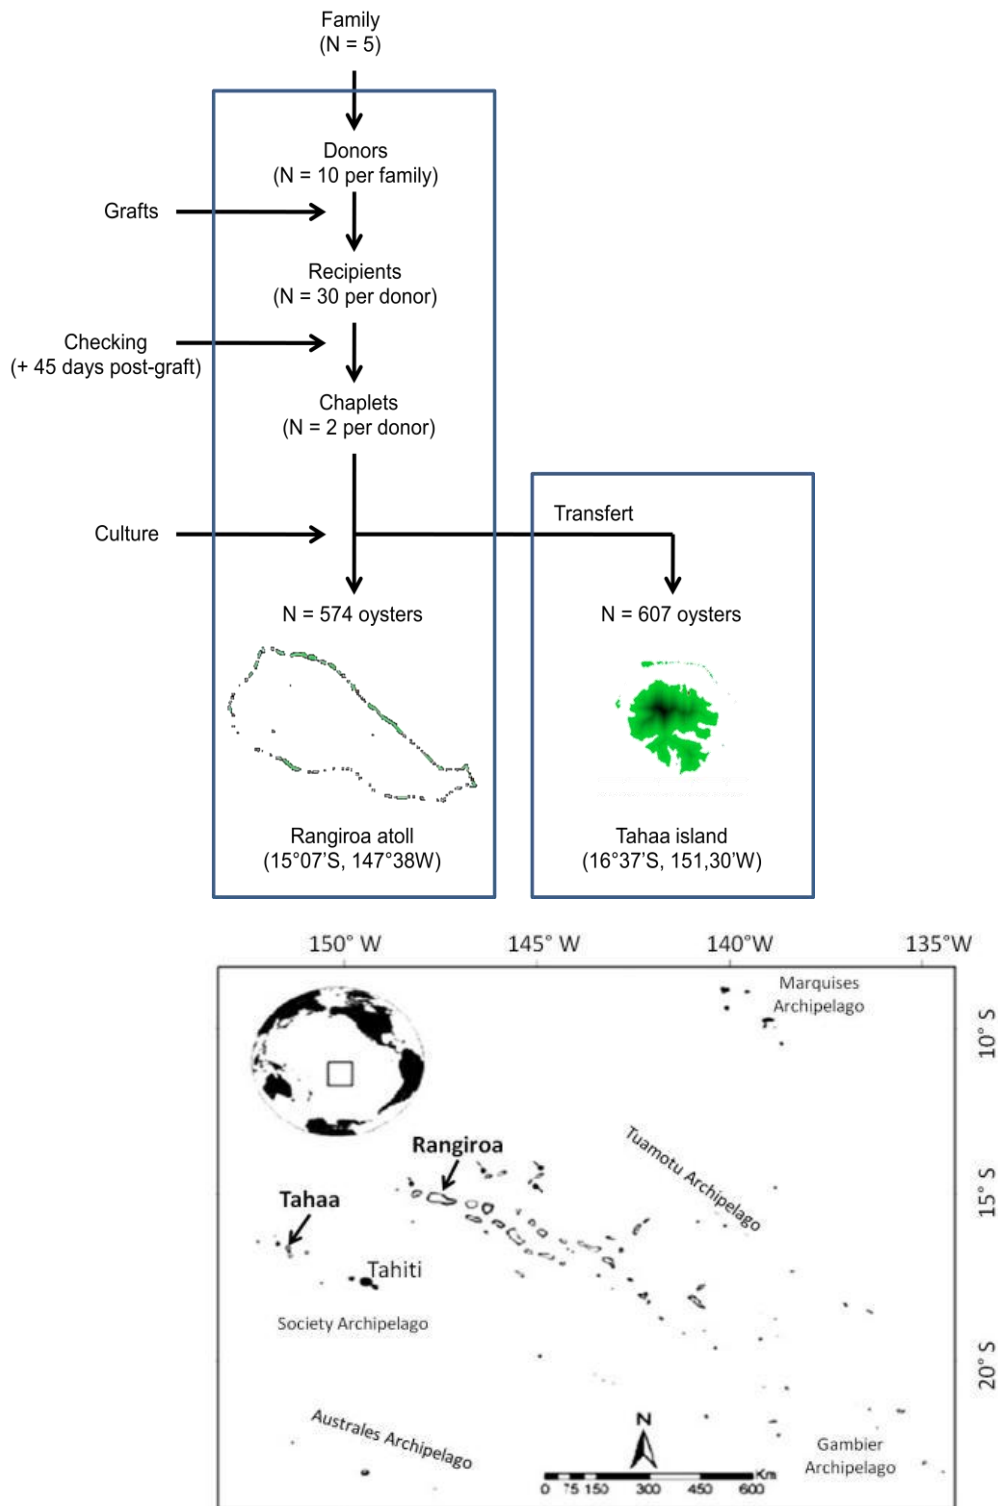 Family
(N = 5)
Donors
(N = 10 per family)
Grafts
Recipients
(N = 30 per donor)
Checking
(+ 45 days post-graft)
Chaplets
(N = 2 per donor)
Transfert
Culture
N = 574 oysters
N = 607 oysters
Rangiroa atoll
(15°07'S, 147°38W)
Tahaa island
(16°37'S, 151,30'W)
150° W
145° W
140° W
135°W
Marquises
Archipelago
10° S
Rangiroa
Tuamotu Archipelago
15° S
Tahaa
Tahiti
Society Archipelago
20° S
Australes Archipelago
N
Gambier
Archipelago
Km
0 75 150 300 450 600